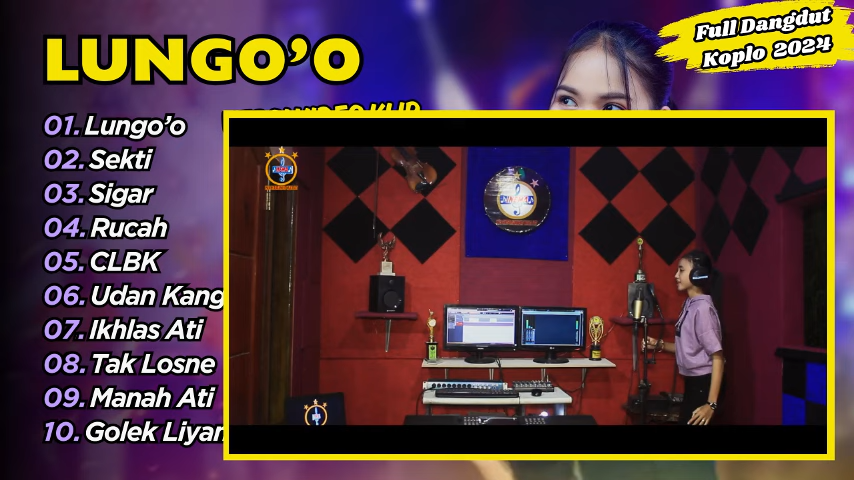 LUNGO'O
Full Dangdut
Koplo 2024
01. Lungo'o
02. Sekti
03. Sigar
04. Rucah
05. CLBK
06. Udan Kang
07. Ikhlas Ati
08. Tak Losne
09. Manah Ati
10. Golek Liyan